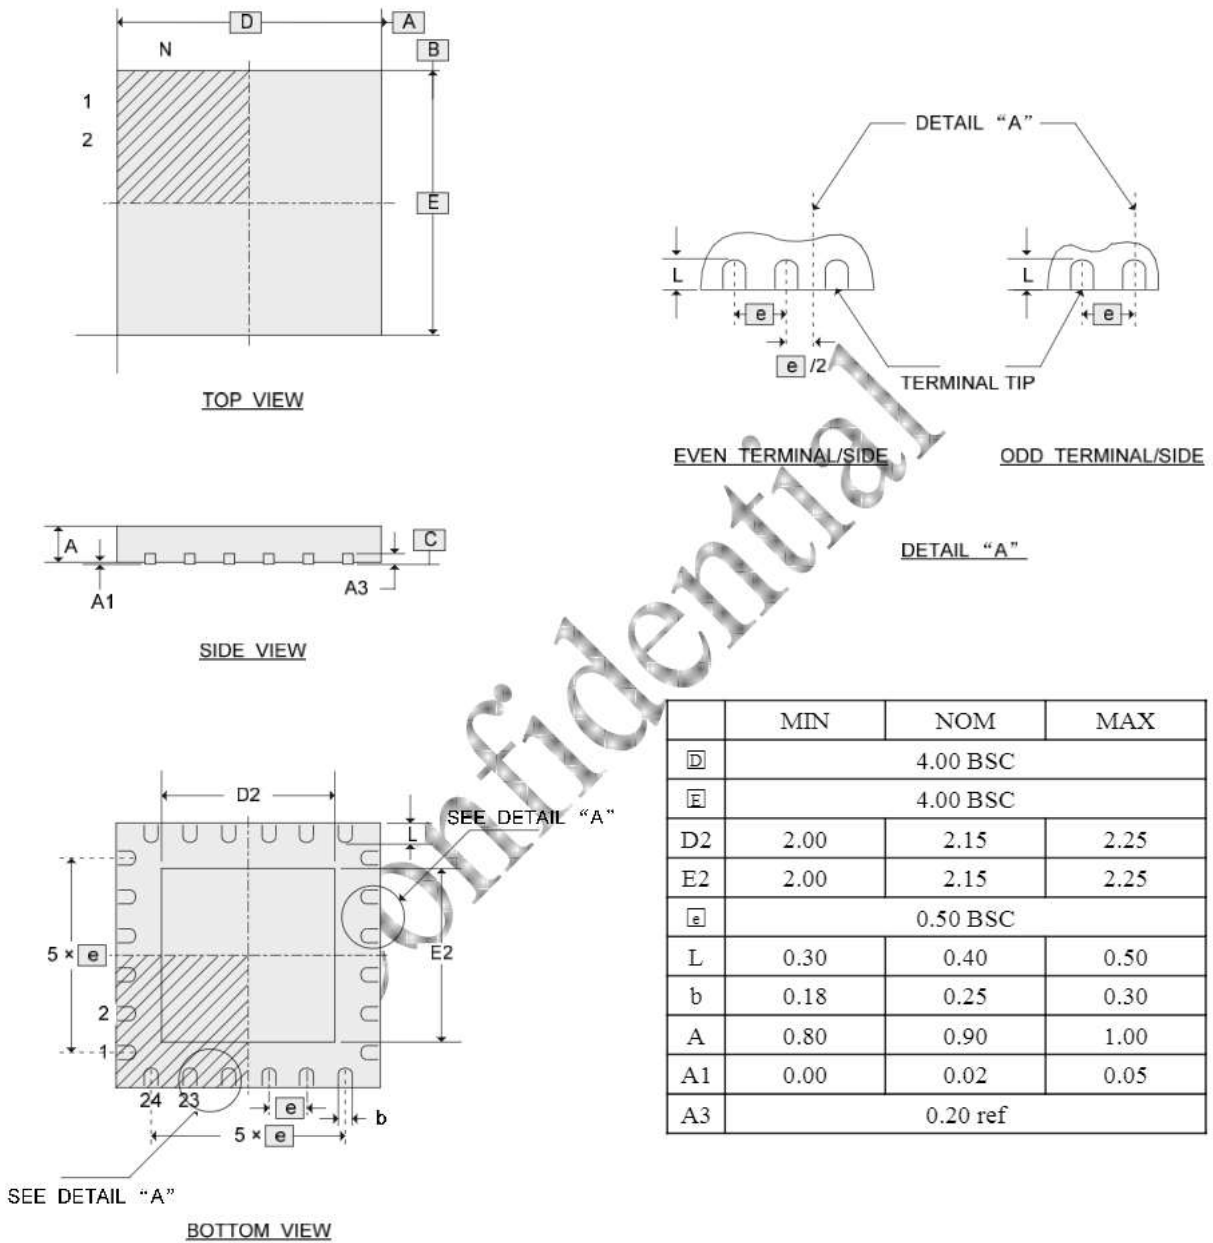 D
A
N
B
1
2
E
TOP VIEW
DETAIL “A”
L
L
e
e
e /2
TERMINAL TIP
EVEN TERMINAL/SIDE
ODD TERMINAL/SIDE
DETAIL “A”
A
C
A1
A3
SIDE VIEW
Confidential
MIN NOM MAX
D 4.00 BSC
E 4.00 BSC
D2 2.00 2.15 2.25
E2 2.00 2.15 2.25
e 0.50 BSC
L 0.30 0.40 0.50
b 0.18 0.25 0.30
A 0.80 0.90 1.00
A1 0.00 0.02 0.05
A3 0.20 ref
D2
L
SEE DETAIL “A”
5 × e
E2
2
1
24 23
e
b
5 × e
SEE DETAIL “A”
BOTTOM VIEW